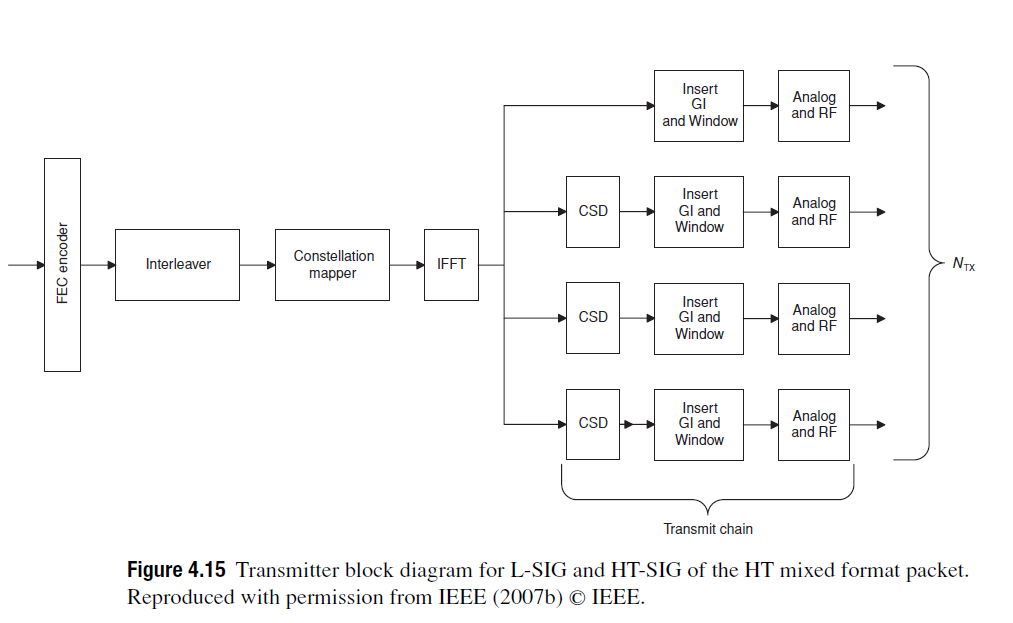 FEC encoder
Interleaver
Constellation
mapper
IFFT
Insert
GI
and Window
Analog
and RF
CSD
Insert
GI and
Window
Analog
and RF
CSD
Insert
GI and
Window
Analog
and RF
CSD
Insert
GI and
Window
Analog
and RF
NTX
Transmit chain
Figure 4.15 Transmitter block diagram for L-SIG and HT-SIG of the HT mixed format packet.
Reproduced with permission from IEEE (2007b) © IEEE.